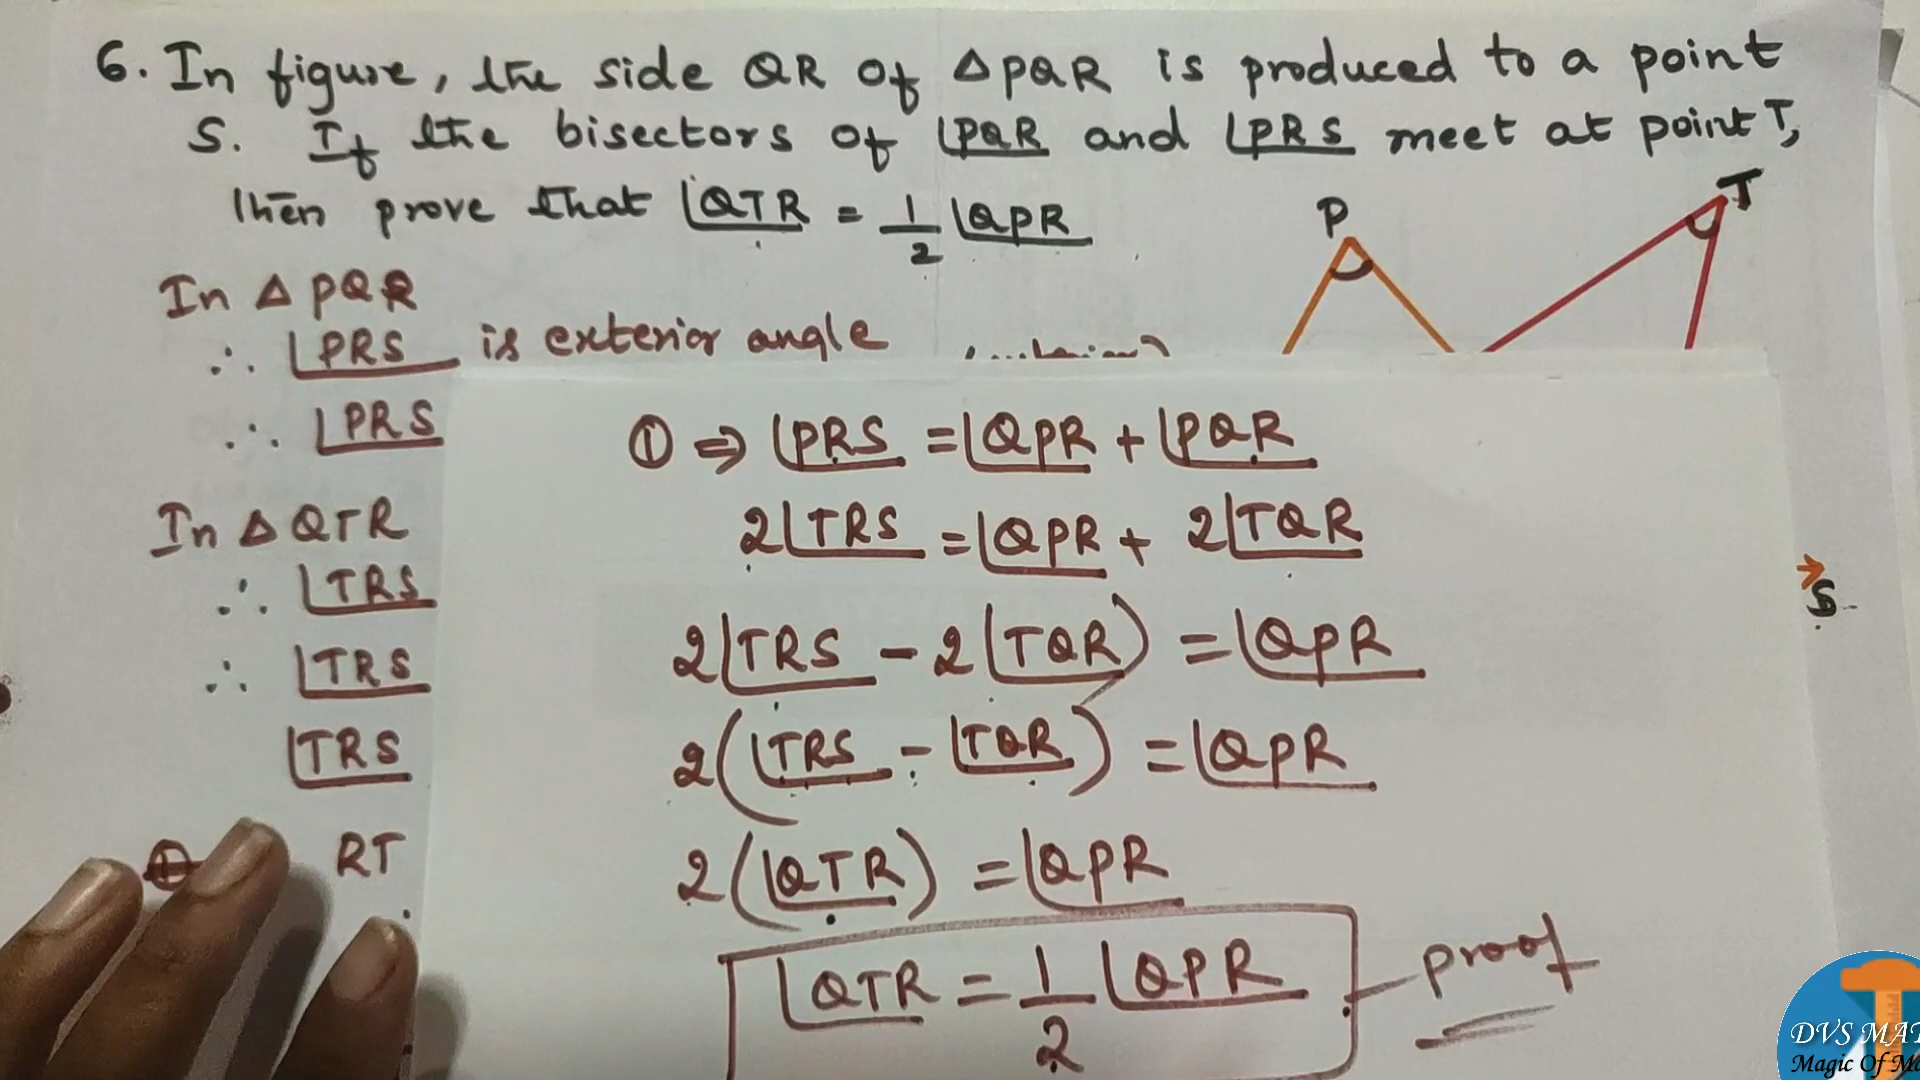 6. In figure, the side QR of △PQR is produced to a point
S. If the bisectors of ∠PQR and ∠PRS meet at point T,
then prove that ∠QTR = 1/2 ∠QPR
P
T
In △PQR
∴ ∠PRS is exterior angle
∴ ∠PRS
① ⇒ ∠PRS = ∠QPR + ∠PQR
2∠TRS = ∠QPR + 2∠TQR
In △QTR
∴ ∠TRS
S
∴ ∠TRS
2∠TRS - 2∠TQR) = ∠QPR
∠TRS
2(∠TRS - ∠TQR) = ∠QPR
RT
2(∠QTR) = ∠QPR
∠QTR = 1/2 ∠QPR - proof
DVS MAT
Magic Of Ma